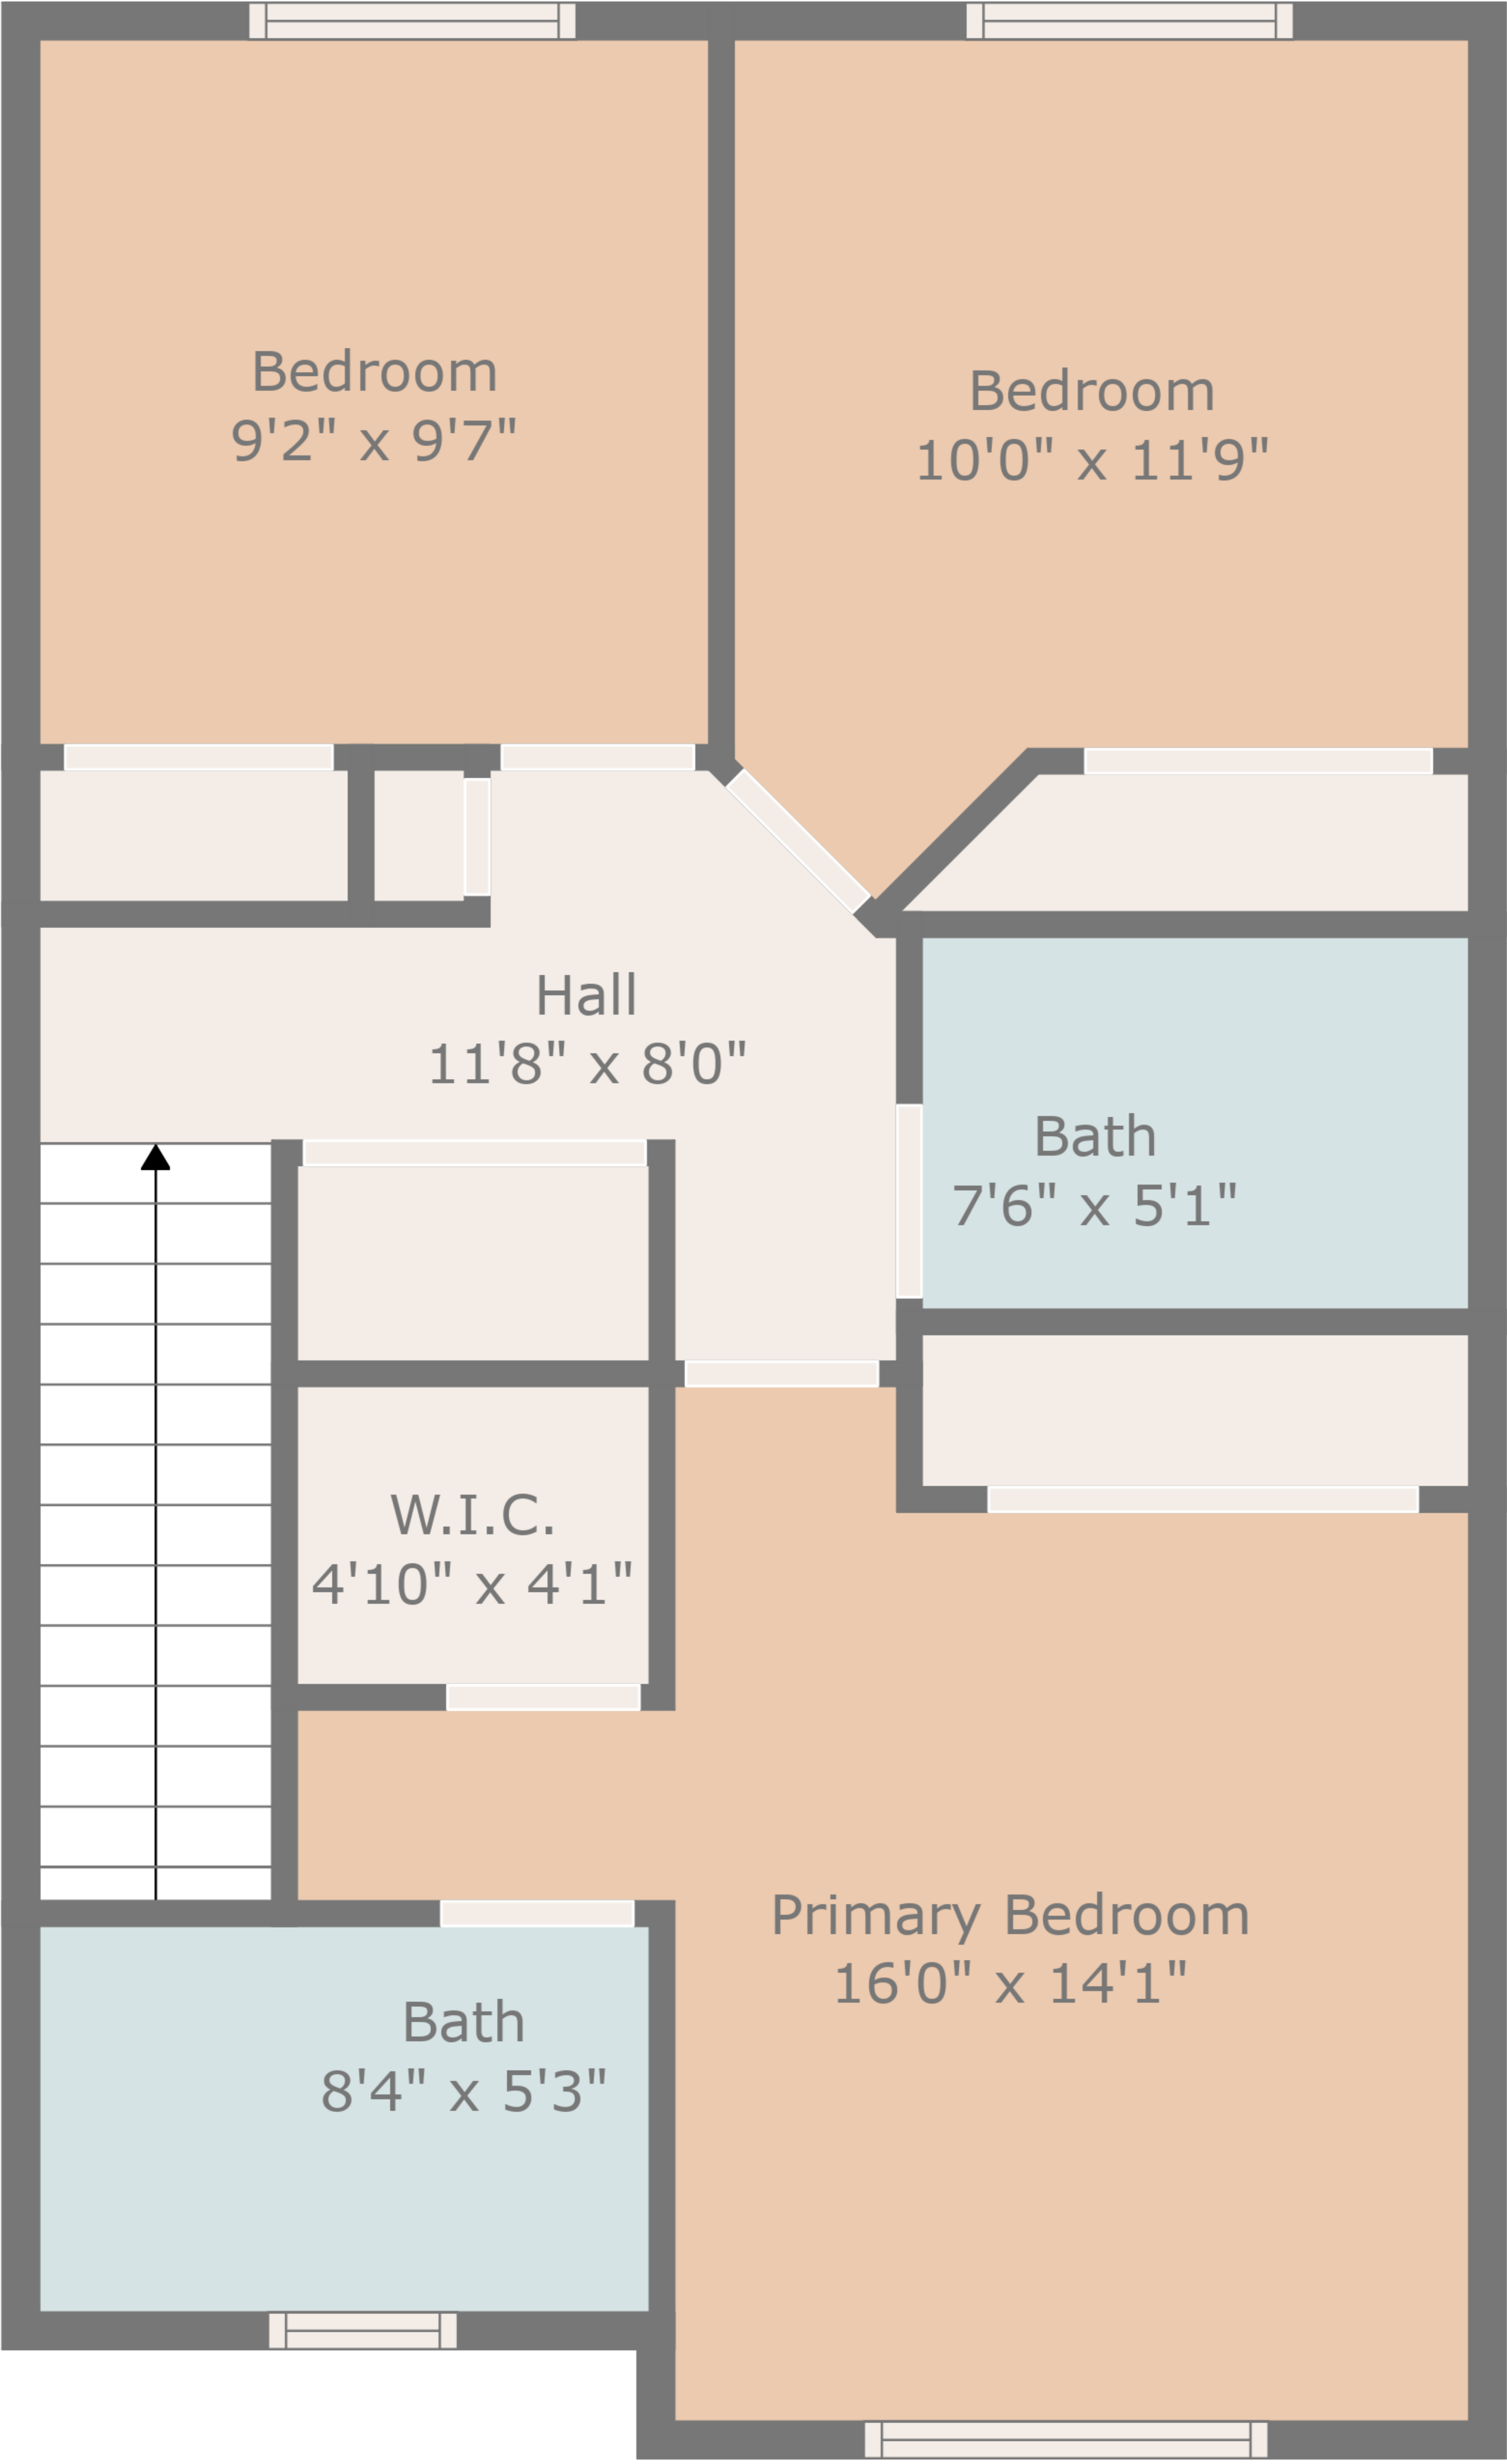 Bedroom
9'2" x 9'7"
Bedroom
10'0" x 11'9"
Hall
11'8" x 8'0"
Bath
7'6" x 5'1"
W.I.C.
4'10" x 4'1"
Primary Bedroom
16'0" x 14'1"
Bath
8'4" x 5'3"